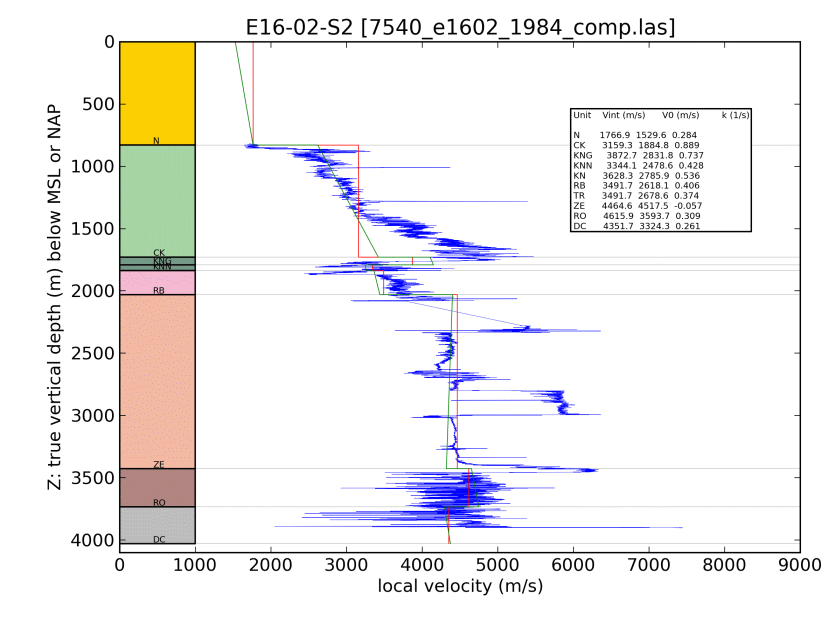 E16-02-S2 [7540_e1602_1984_comp.las]
Z: true vertical depth (m) below MSL or NAP
0
500
1000
1500
2000
2500
3000
3500
4000
N
CK
KNG
KNN
RB
ZE
RO
DC
Unit Vint (m/s) V0 (m/s) k (1/s)
N 1766.9 1529.6 0.284
CK 3159.3 1884.8 0.889
KNG 3872.7 2831.8 0.737
KNN 3344.1 2478.6 0.428
KN 3628.3 2785.9 0.536
RB 3491.7 2618.1 0.406
TR 3491.7 2678.6 0.374
ZE 4464.6 4517.5 -0.057
RO 4615.9 3593.7 0.309
DC 4351.7 3324.3 0.261
0 1000 2000 3000 4000 5000 6000 7000 8000 9000
local velocity (m/s)